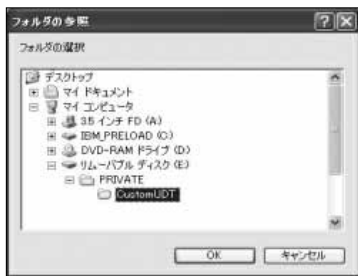 フォルダの参照
フォルダの選択
デスクトップ
マイ ドキュメント
マイ コンピュータ
3.5 インチ FD (A)
IBM_PRELOAD (C)
DVD-RAM ドライブ (D)
リムーバブル ディスク (E)
PRIVATE
CustomUDT
OK
キャンセル